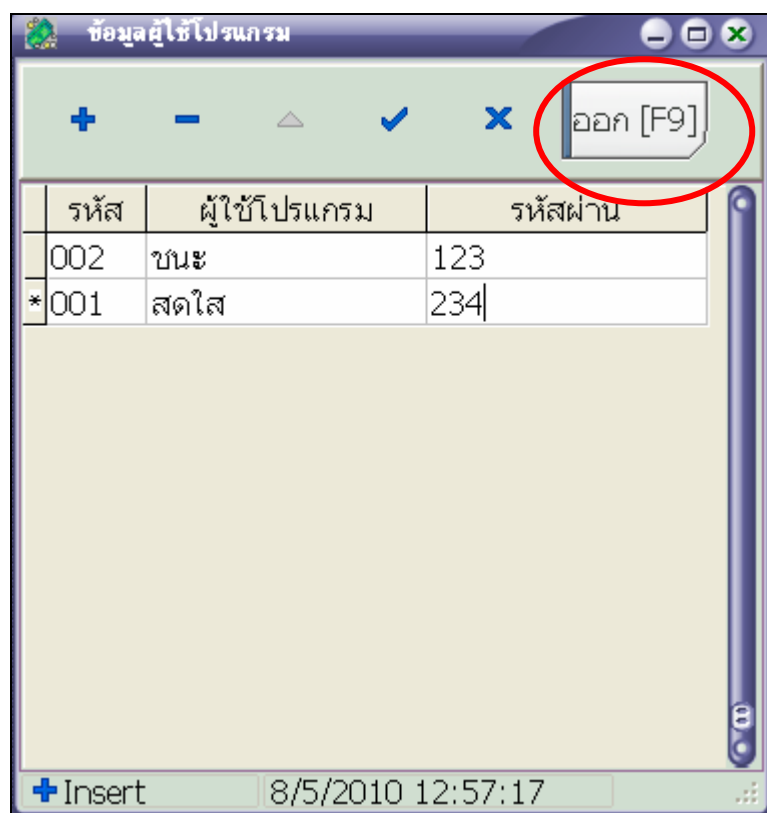 ข้อมูลผู้ใช้โปรแกรม
ออก [F9]
รหัส ผู้ใช้โปรแกรม รหัสผ่าน
002 ชนะ 123
* 001 สดใส 234
Insert 8/5/2010 12:57:17